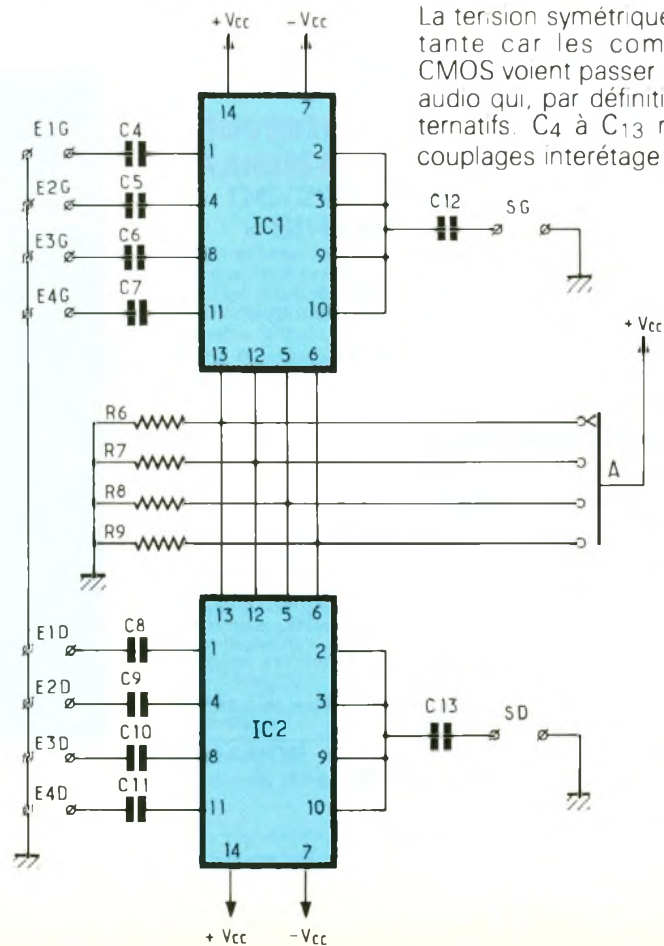 La tension symétrique
tante car les com
CMOS voient passer
audio qui, par définiti
ternatifs. C4 à C13
couplages interétage
+ Vcc - Vcc
14 7
E1G C4 1 2
E2G C5 4 3
IC1
C12 SG
E3G C6 8 9
E4G C7 11 10
13 12 5 6
+ Vcc
R6
R7
A
R8
R9
13 12 5 6
E1D C8 1 2
E2D C9 4 3
IC2
C13 SD
E3D C10 8 9
E4D C11 11 10
14 7
+ Vcc -Vcc